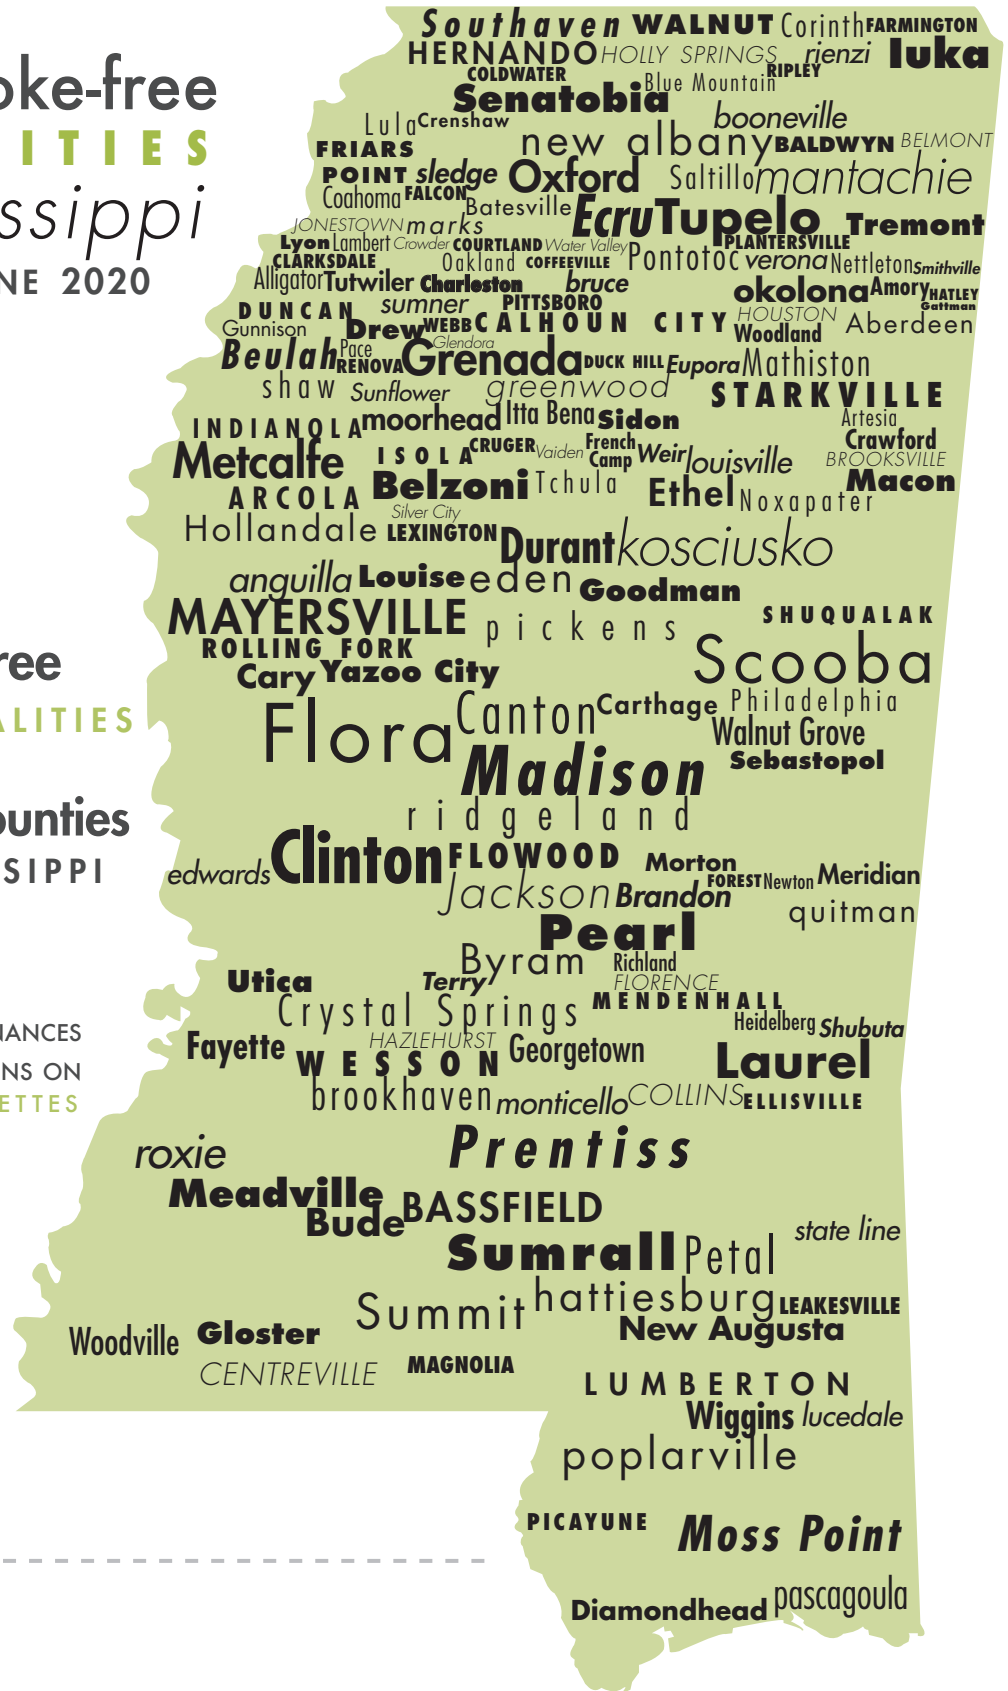 oke-free
ITIES
ssippi
NE 2020
ree
ALITIES
ounties
SIPPI
NANCES
NS ON
ETTES
Southaven WALNUT Corinth FARMINGTON
HERNANDO HOLLY SPRINGS rienzi Iuka
COLDWATER Blue Mountain RIPLEY
Senatobia booneville
Lula Crenshaw new albany BALDWYN BELMONT
FRIARS
POINT sledge Oxford Saltillo mantachie
Coahoma FALCON Batesville Ecru Tupelo Tremont
JONESTOWN marks
Lyon Lambert Crowder COURTLAND Water Valley PLANTERSVILLE
CLARKSDALE Oakland COFFEEVILLE Pontotoc verona Nettleton Smithville
Alligator Tutwiler Charleston bruce okolona Amory HATLEY
DUNCAN sumner PITTSBORO HOUSTON Gattman
Gunnison Drew WEBB CALHOUN CITY Woodland Aberdeen
Beulah Pace Glendora
RENOVA Grenada DUCK HILL Eupora Mathiston
shaw Sunflower greenwood STARKVILLE
INDIANOLA moorhead Itta Bena Sidon Artesia
Metcalfe ISOLA CRUGER Vaiden French Camp Weir louisville Crawford
BROOKSVILLE
ARCOLA Belzoni Tchula Ethel Noxapater Macon
Silver City
Hollandale LEXINGTON Durant kosciusko
anguilla Louise eden Goodman
MAYERSVILLE pickens SHUQUALAK
ROLLING FORK
Cary Yazoo City Scooba
Flora Canton Carthage Philadelphia
Walnut Grove
Madison Sebastopol
ridgeland
edwards Clinton FLOWOOD Morton
FOREST Newton Meridian
Jackson Brandon quitman
Pearl
Byram Richland
Utica Terry FLORENCE
Crystal Springs MENDENHALL
Heidelberg Shubuta
Fayette HAZLEHURST Georgetown
WESSON Laurel
brookhaven monticello COLLINS ELLISVILLE
roxie Prentiss
Meadville
Bude BASSFIELD
state line
Sumrall Petal
Summit hattiesburg LEAKESVILLE
Woodville Gloster New Augusta
CENTREVILLE MAGNOLIA
LUMBERTON
Wiggins lucedale
poplarville
PICAYUNE Moss Point
Diamondhead pascagoula